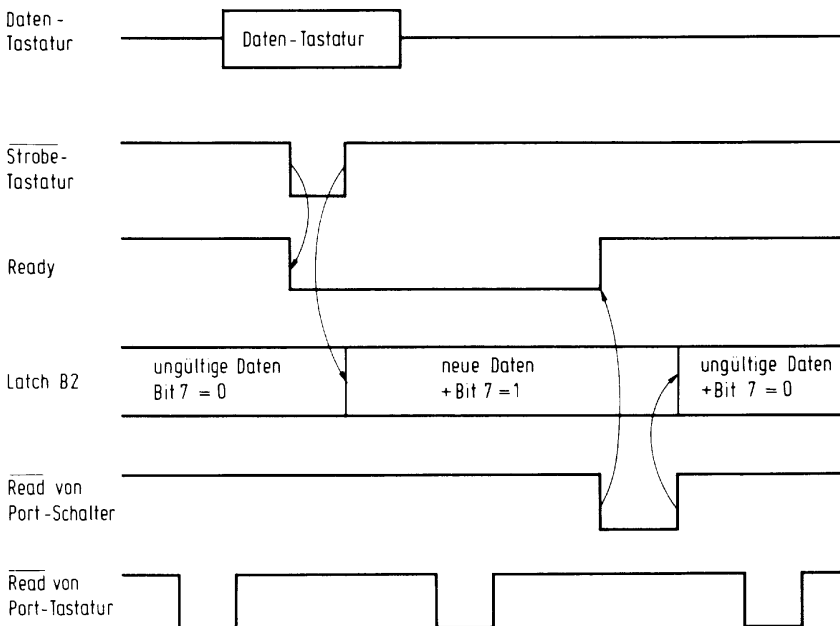 Daten-
Tastatur
Daten-Tastatur
Strobe-
Tastatur
Ready
Latch B2
ungültige Daten
Bit 7 = 0
neue Daten
+Bit 7 = 1
ungültige Daten
+Bit 7 = 0
Read von
Port-Schalter
Read von
Port-Tastatur